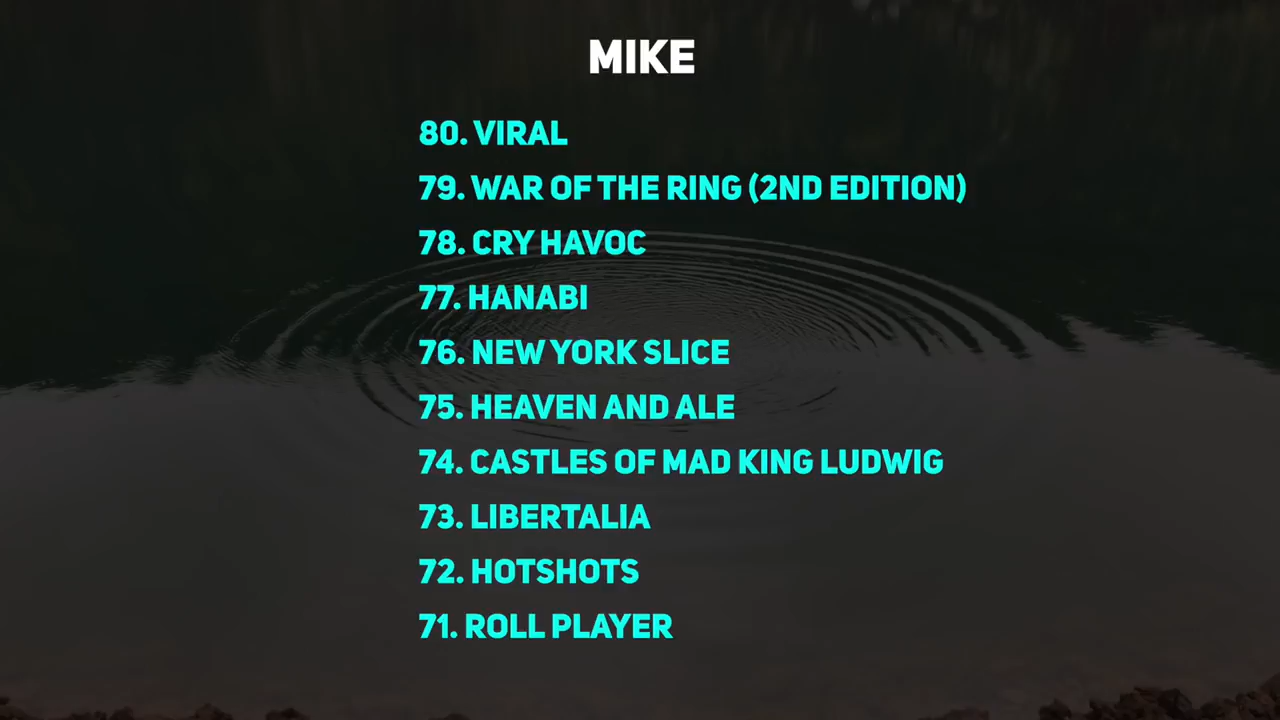 MIKE
80. VIRAL
79. WAR OF THE RING (2ND EDITION)
78. CRY HAVOC
77. HANABI
76. NEW YORK SLICE
75. HEAVEN AND ALE
74. CASTLES OF MAD KING LUDWIG
73. LIBERTALIA
72. HOTSHOTS
71. ROLL PLAYER